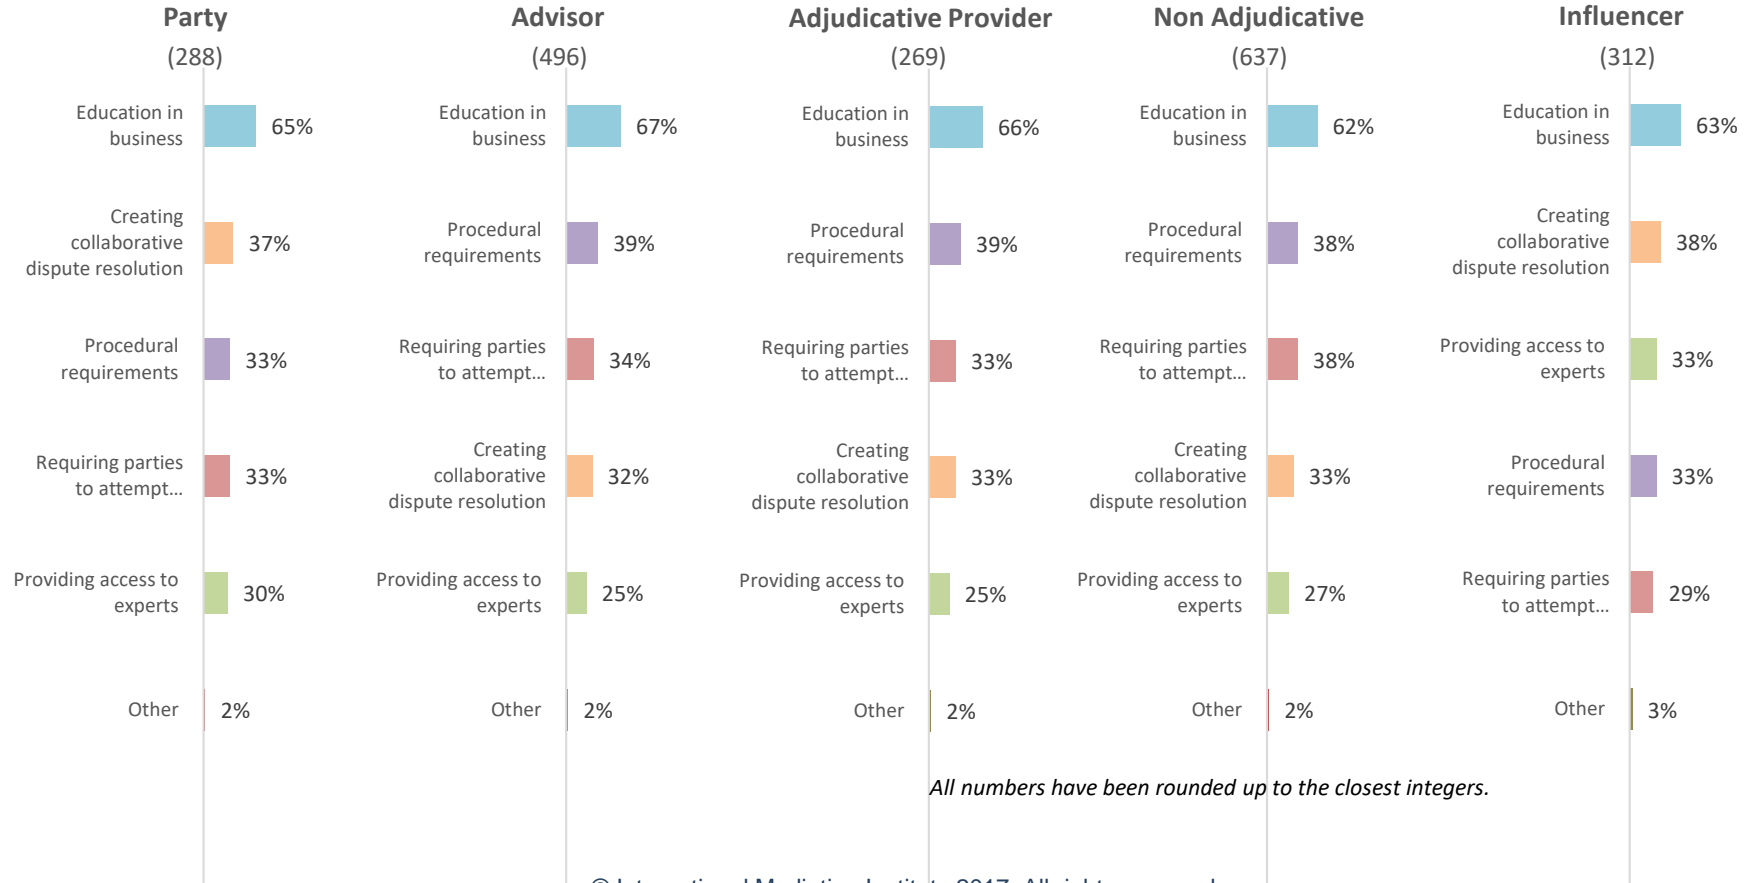 Party
(288)
Education in
business
65%
Creating
collaborative
dispute resolution
37%
Procedural
requirements
33%
Requiring parties
to attempt...
33%
Providing access to
experts
30%
Other
2%
Advisor
(496)
Education in
business
67%
Procedural
requirements
39%
Requiring parties
to attempt...
34%
Creating
collaborative
dispute resolution
32%
Providing access to
experts
25%
Other
2%
Adjudicative Provider
(269)
Education in
business
66%
Procedural
requirements
39%
Requiring parties
to attempt...
33%
Creating
collaborative
dispute resolution
33%
Providing access to
experts
25%
Other
2%
Non Adjudicative
(637)
Education in
business
62%
Procedural
requirements
38%
Requiring parties
to attempt...
38%
Creating
collaborative
dispute resolution
33%
Providing access to
experts
27%
Other
2%
Influencer
(312)
Education in
business
63%
Creating
collaborative
dispute resolution
38%
Providing access to
experts
33%
Procedural
requirements
33%
Requiring parties
to attempt...
29%
Other
3%
All numbers have been rounded up to the closest integers.
© International Mediation Institute 2017. All rights reserved